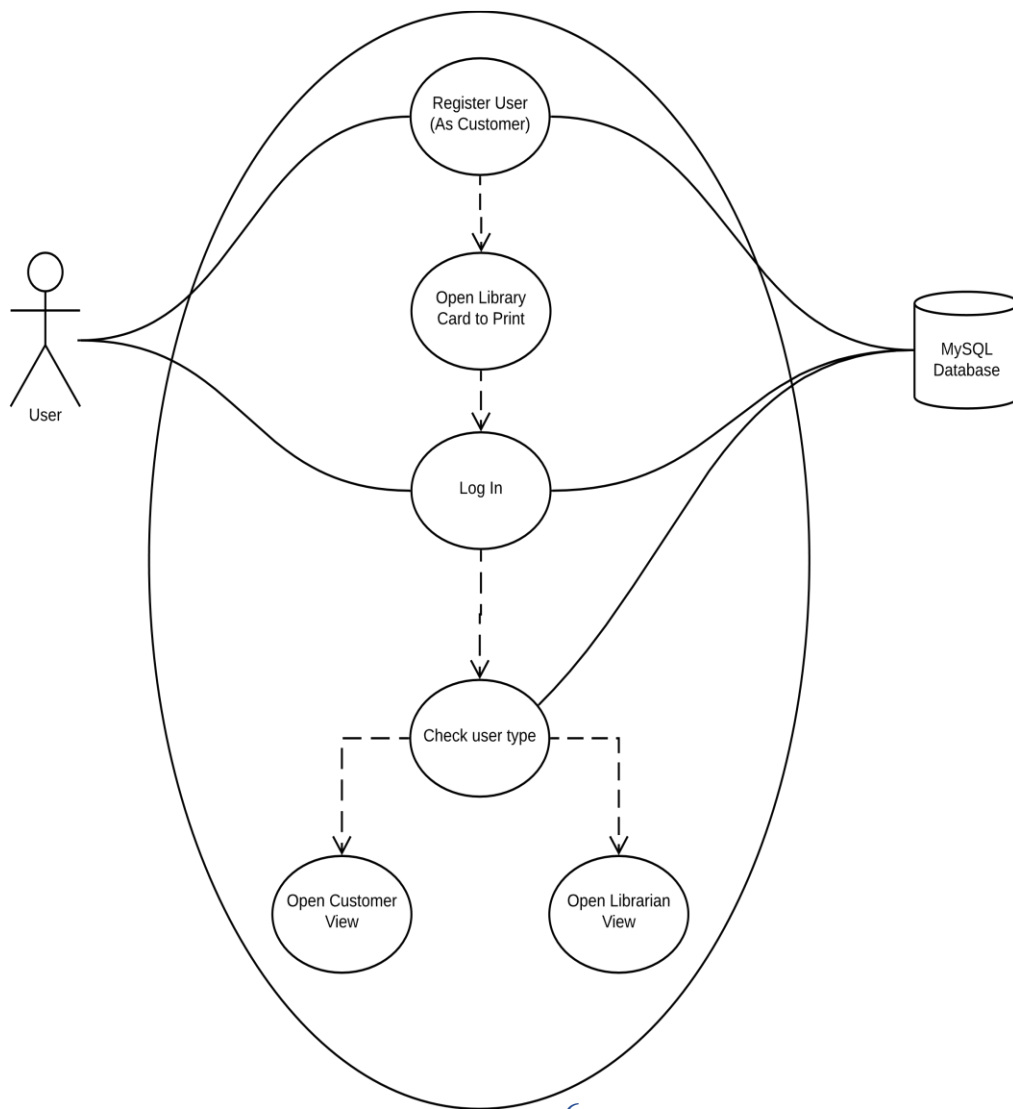 Register User
(As Customer)
Open Library
Card to Print
User
MySQL
Database
Log In
Check user type
Open Customer
View
Open Librarian
View